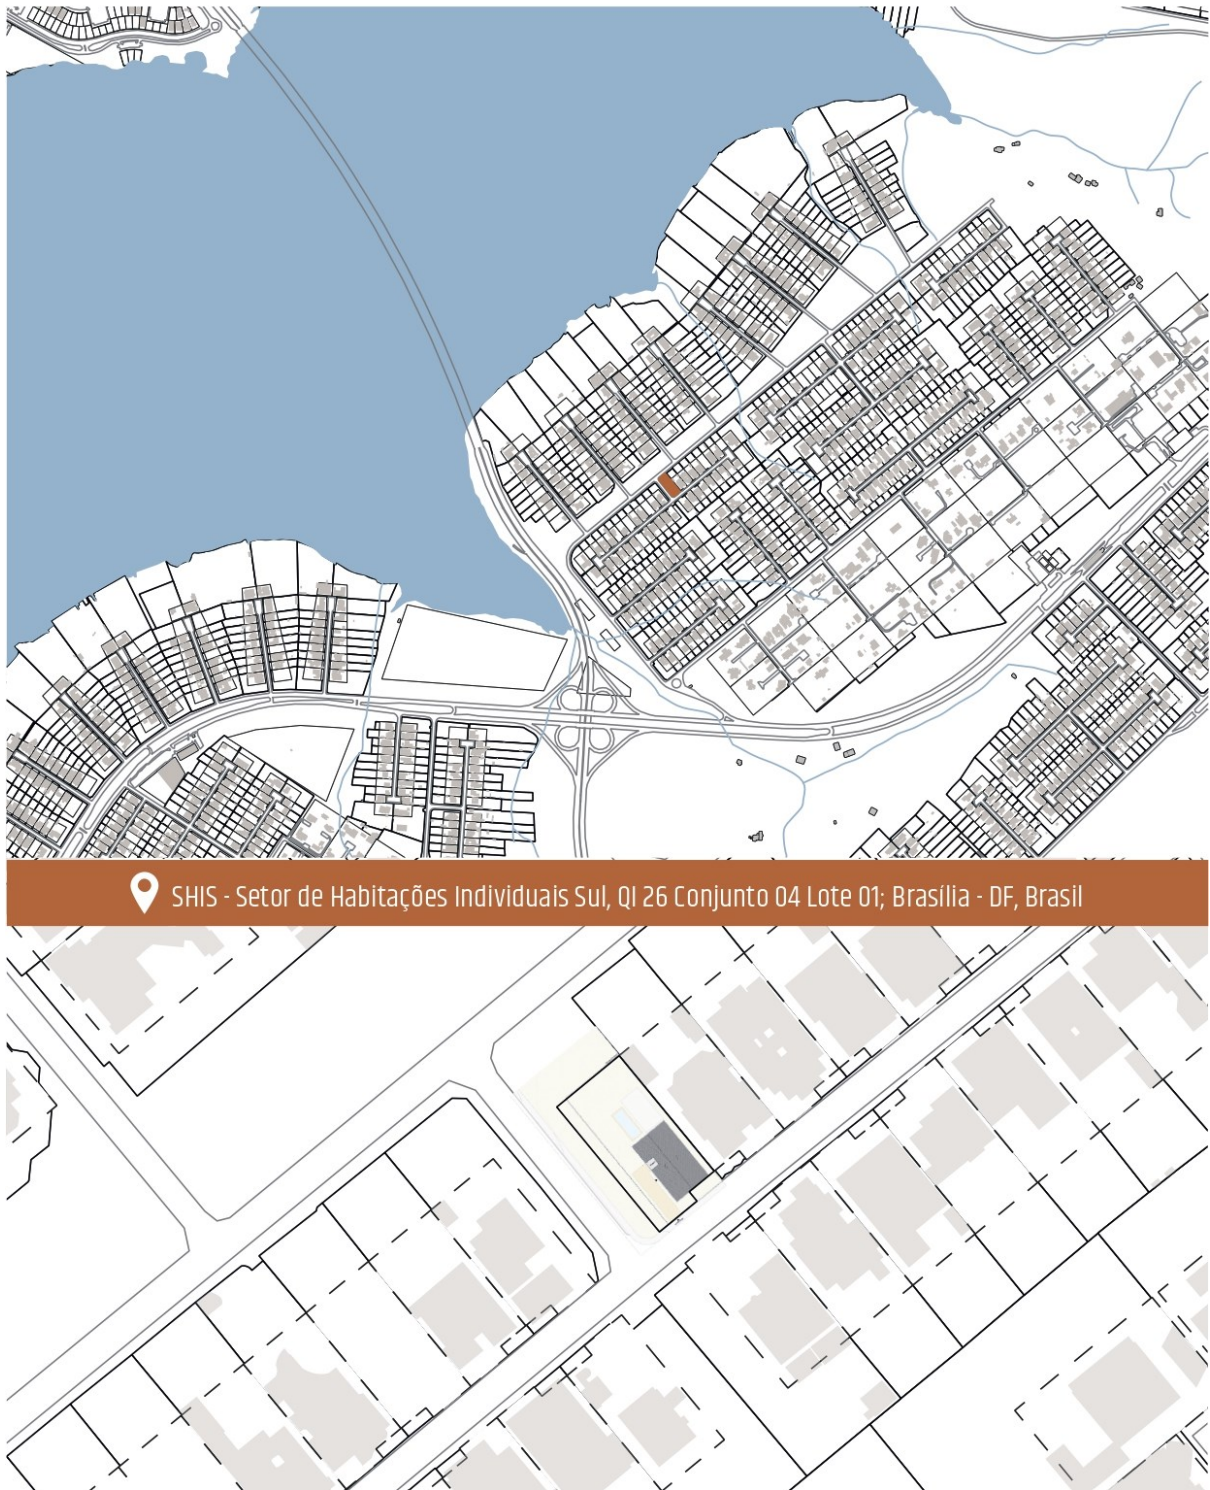 SHIS - Setor de Habitações Individuais Sul, QI 26 Conjunto 04 Lote 01; Brasília - DF, Brasil